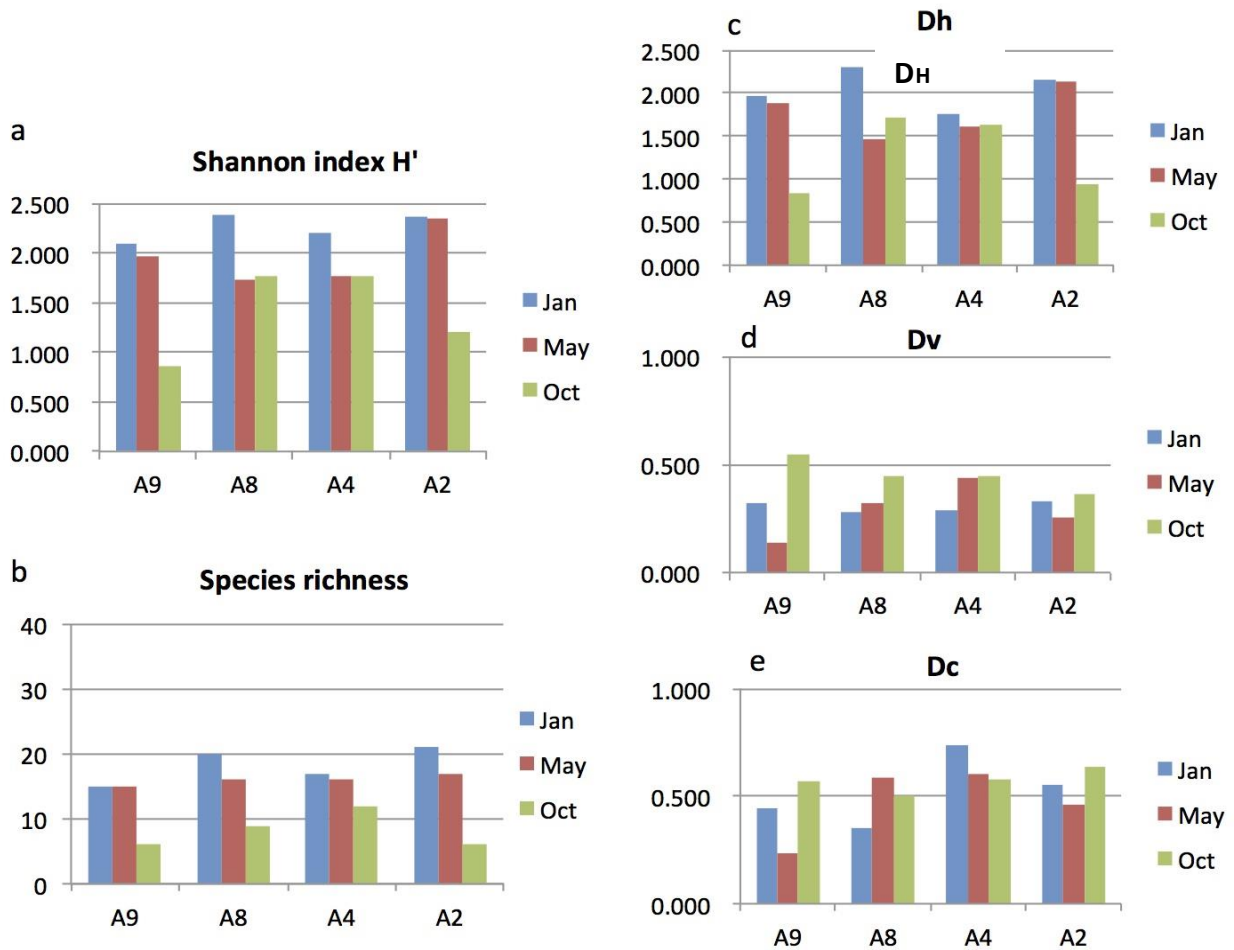 a
Shannon index H'
2.500
2.000
1.500
1.000
0.500
0.000
A9 A8 A4 A2
Jan
May
Oct
b
Species richness
40
30
20
10
0
A9 A8 A4 A2
Jan
May
Oct
c
Dh
DH
2.500
2.000
1.500
1.000
0.500
0.000
A9 A8 A4 A2
Jan
May
Oct
d
Dv
1.000
0.500
0.000
A9 A8 A4 A2
Jan
May
Oct
e
Dc
1.000
0.500
0.000
A9 A8 A4 A2
Jan
May
Oct